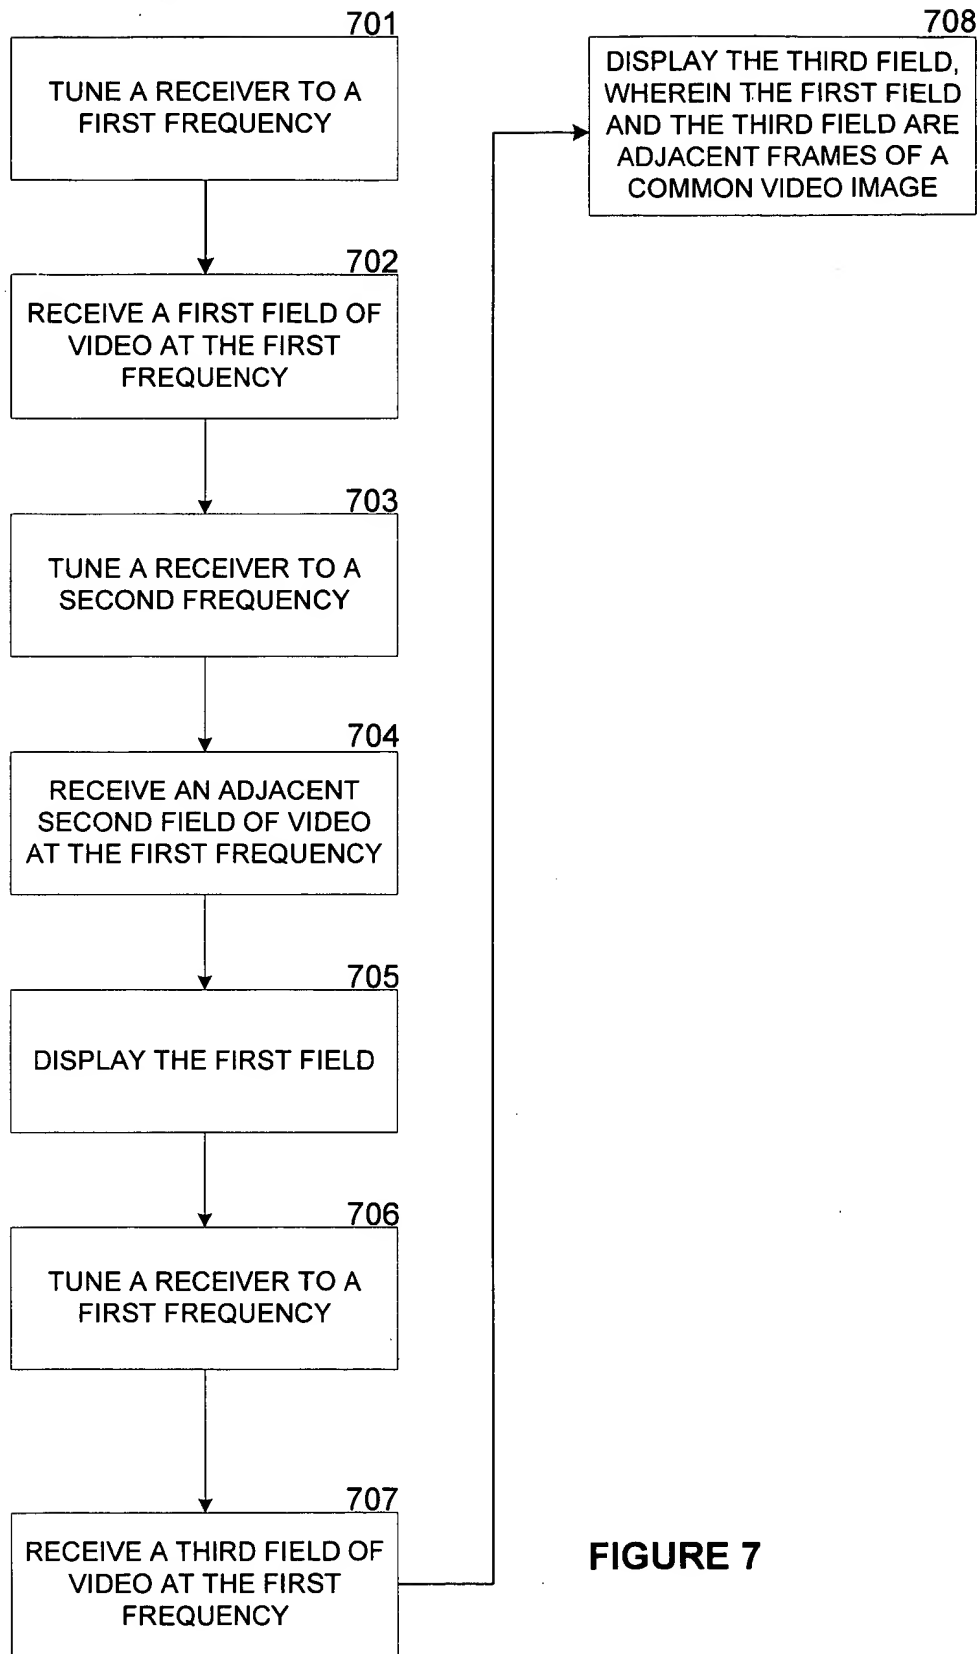 701
TUNE A RECEIVER TO A
FIRST FREQUENCY
702
RECEIVE A FIRST FIELD OF
VIDEO AT THE FIRST
FREQUENCY
703
TUNE A RECEIVER TO A
SECOND FREQUENCY
704
RECEIVE AN ADJACENT
SECOND FIELD OF VIDEO
AT THE FIRST FREQUENCY
705
DISPLAY THE FIRST FIELD
706
TUNE A RECEIVER TO A
FIRST FREQUENCY
707
RECEIVE A THIRD FIELD OF
VIDEO AT THE FIRST
FREQUENCY
708
DISPLAY THE THIRD FIELD,
WHEREIN THE FIRST FIELD
AND THE THIRD FIELD ARE
ADJACENT FRAMES OF A
COMMON VIDEO IMAGE
FIGURE 7